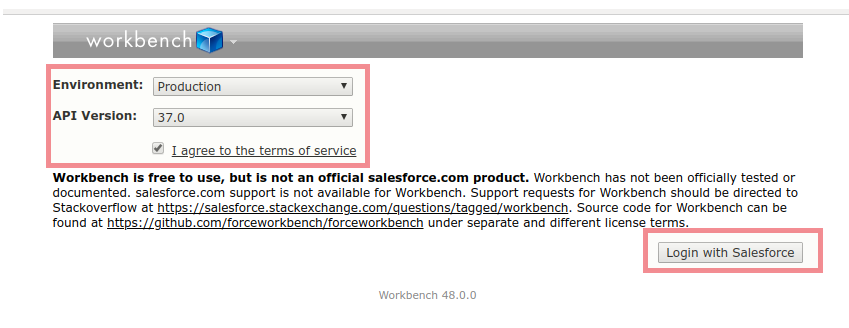 workbench
Environment: Production
API Version: 37.0
I agree to the terms of service
Workbench is free to use, but is not an official salesforce.com product. Workbench has not been officially tested or
documented. salesforce.com support is not available for Workbench. Support requests for Workbench should be directed to
Stackoverflow at https://salesforce.stackexchange.com/questions/tagged/workbench. Source code for Workbench can be
found at https://github.com/forceworkbench/forceworkbench under separate and different license terms.
Login with Salesforce
Workbench 48.0.0